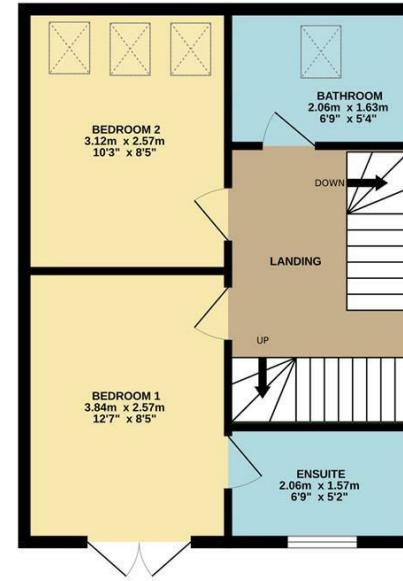 BATHROOM
2.06m x 1.63m
6'9" x 5'4"
BEDROOM 2
3.12m x 2.57m
10'3" x 8'5"
DOWN
LANDING
UP
BEDROOM 1
3.84m x 2.57m
12'7" x 8'5"
ENSUITE
2.06m x 1.57m
6'9" x 5'2"